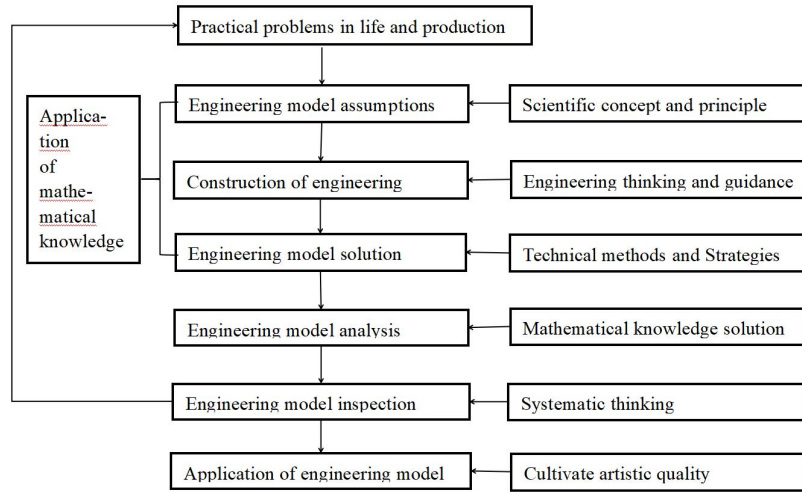 Practical problems in life and production
Engineering model assumptions
Scientific concept and principle
Applica-
tion
of
mathe-
matical
knowledge
Construction of engineering
Engineering thinking and guidance
Engineering model solution
Technical methods and Strategies
Engineering model analysis
Mathematical knowledge solution
Engineering model inspection
Systematic thinking
Application of engineering model
Cultivate artistic quality